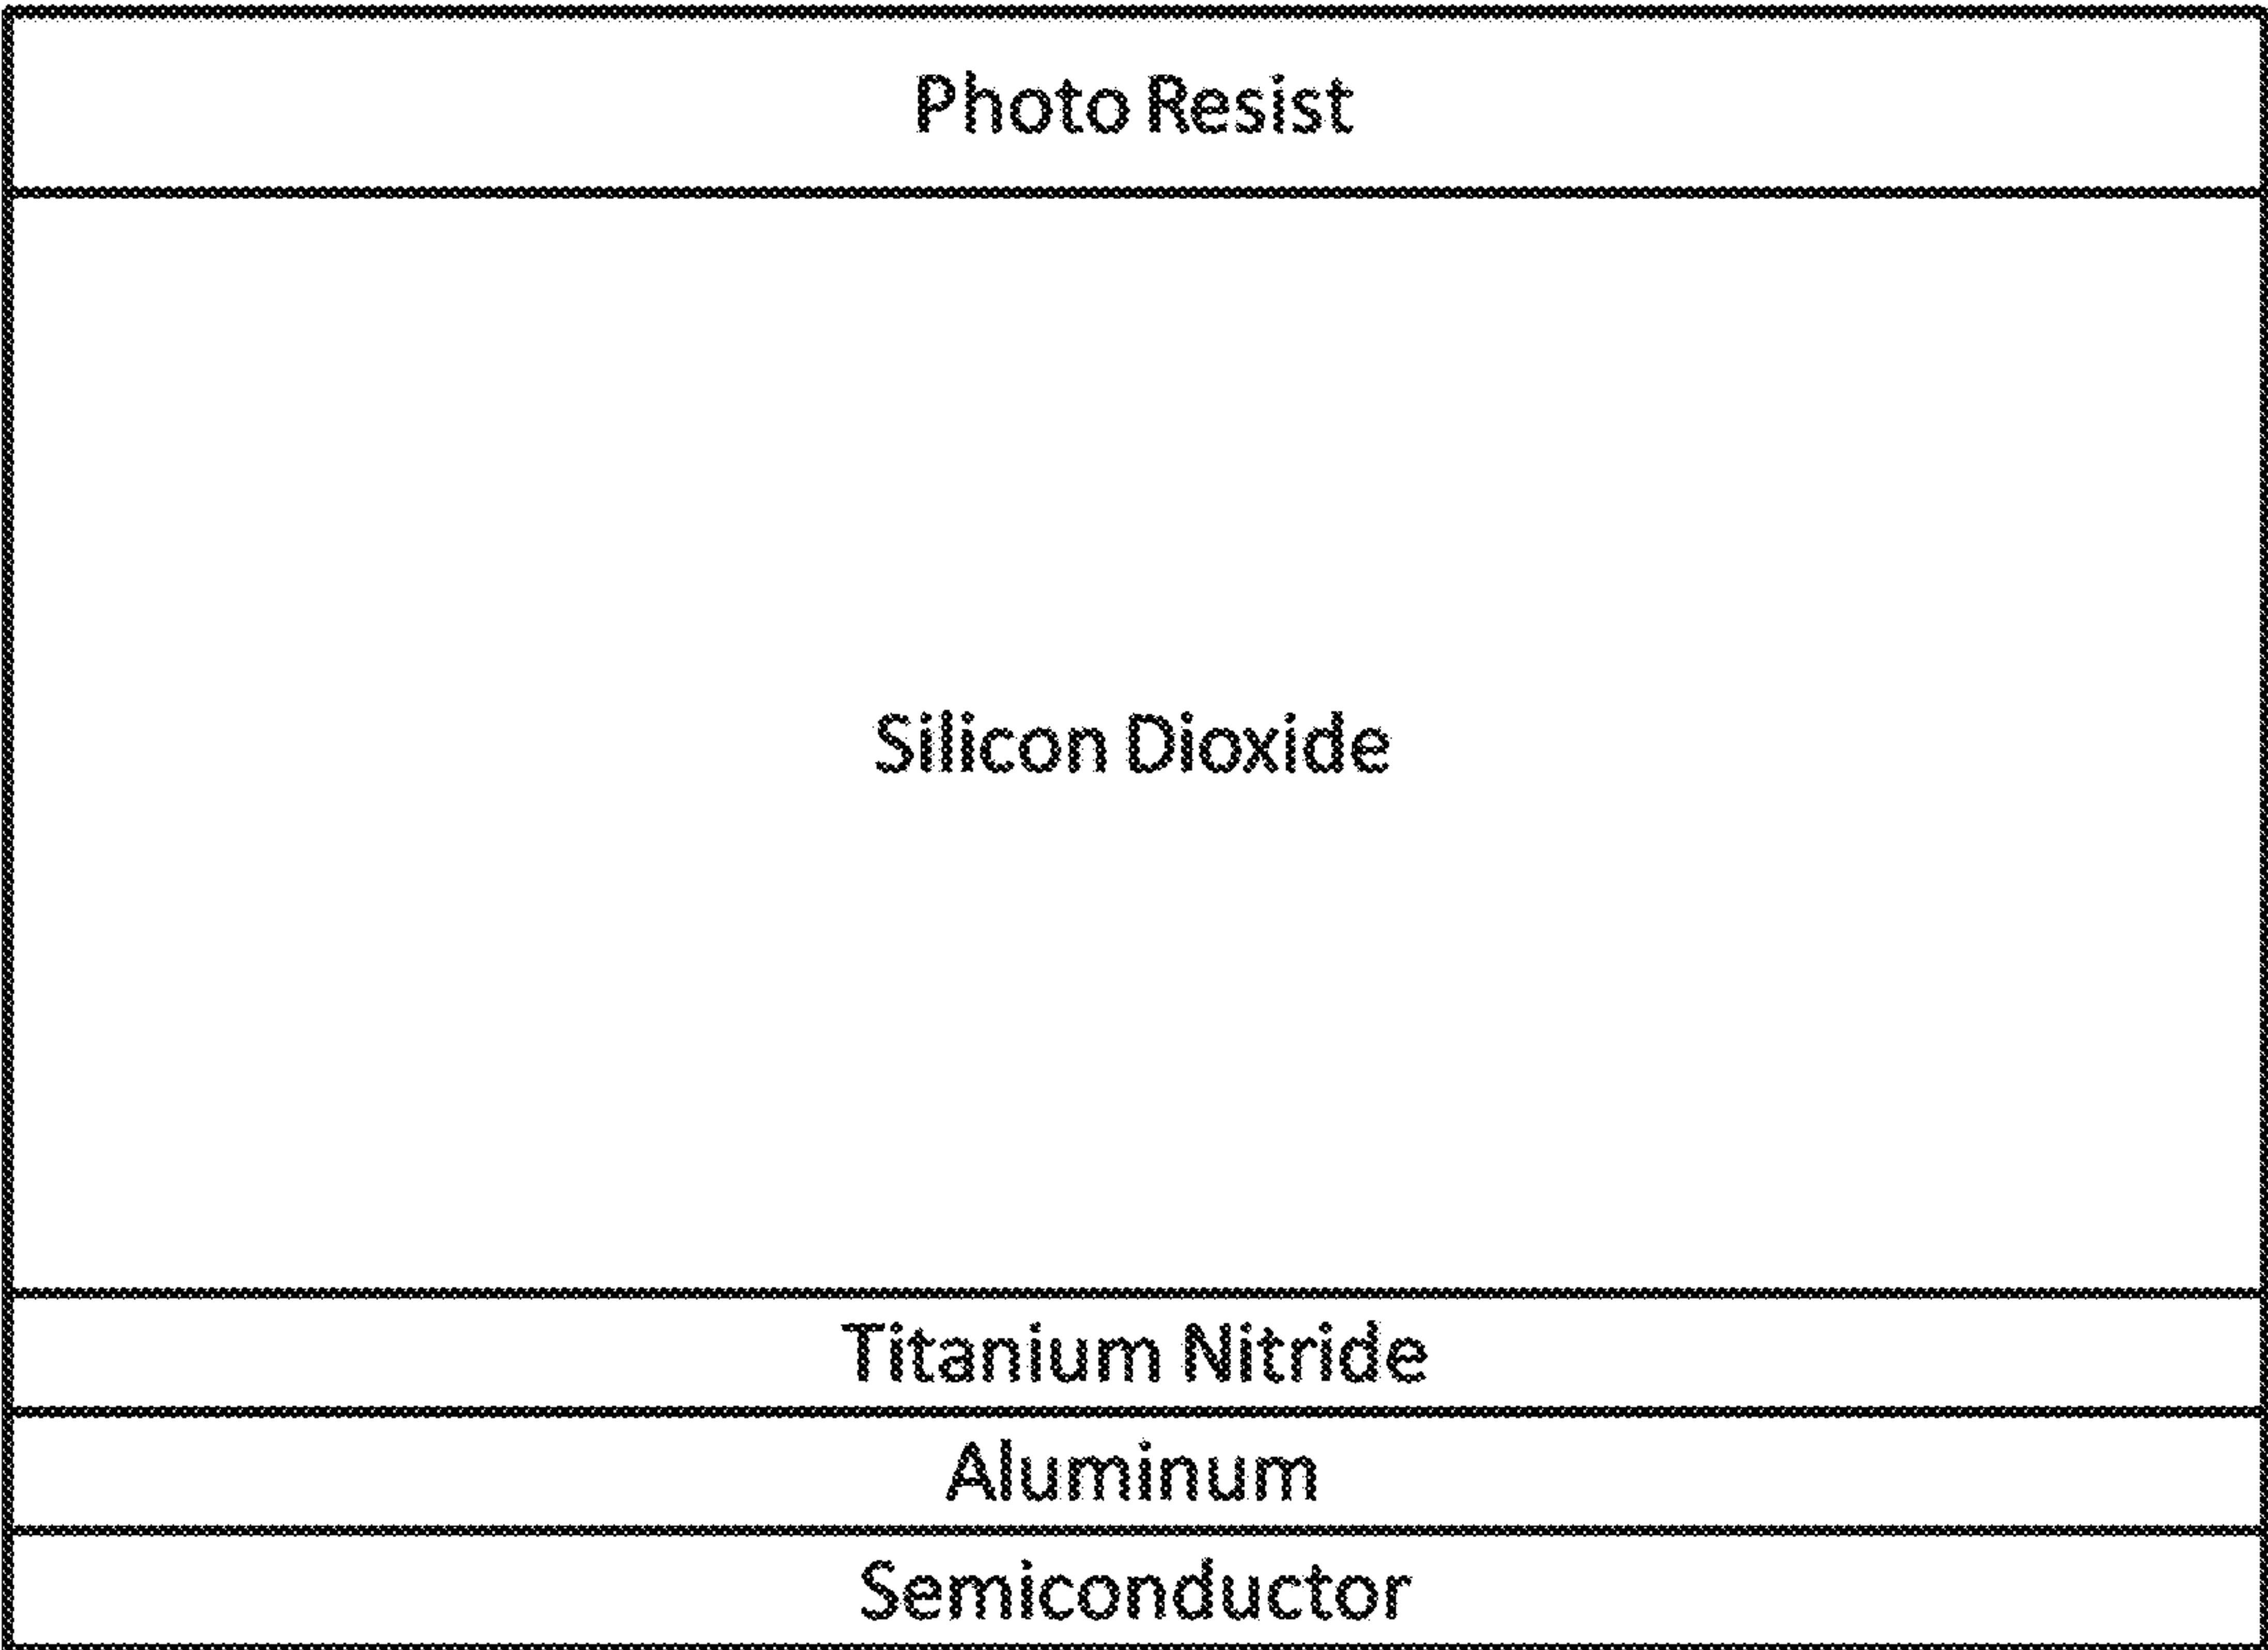 Photo Resist
Silicon Dioxide
Titanium Nitride
Aluminum
Semiconductor